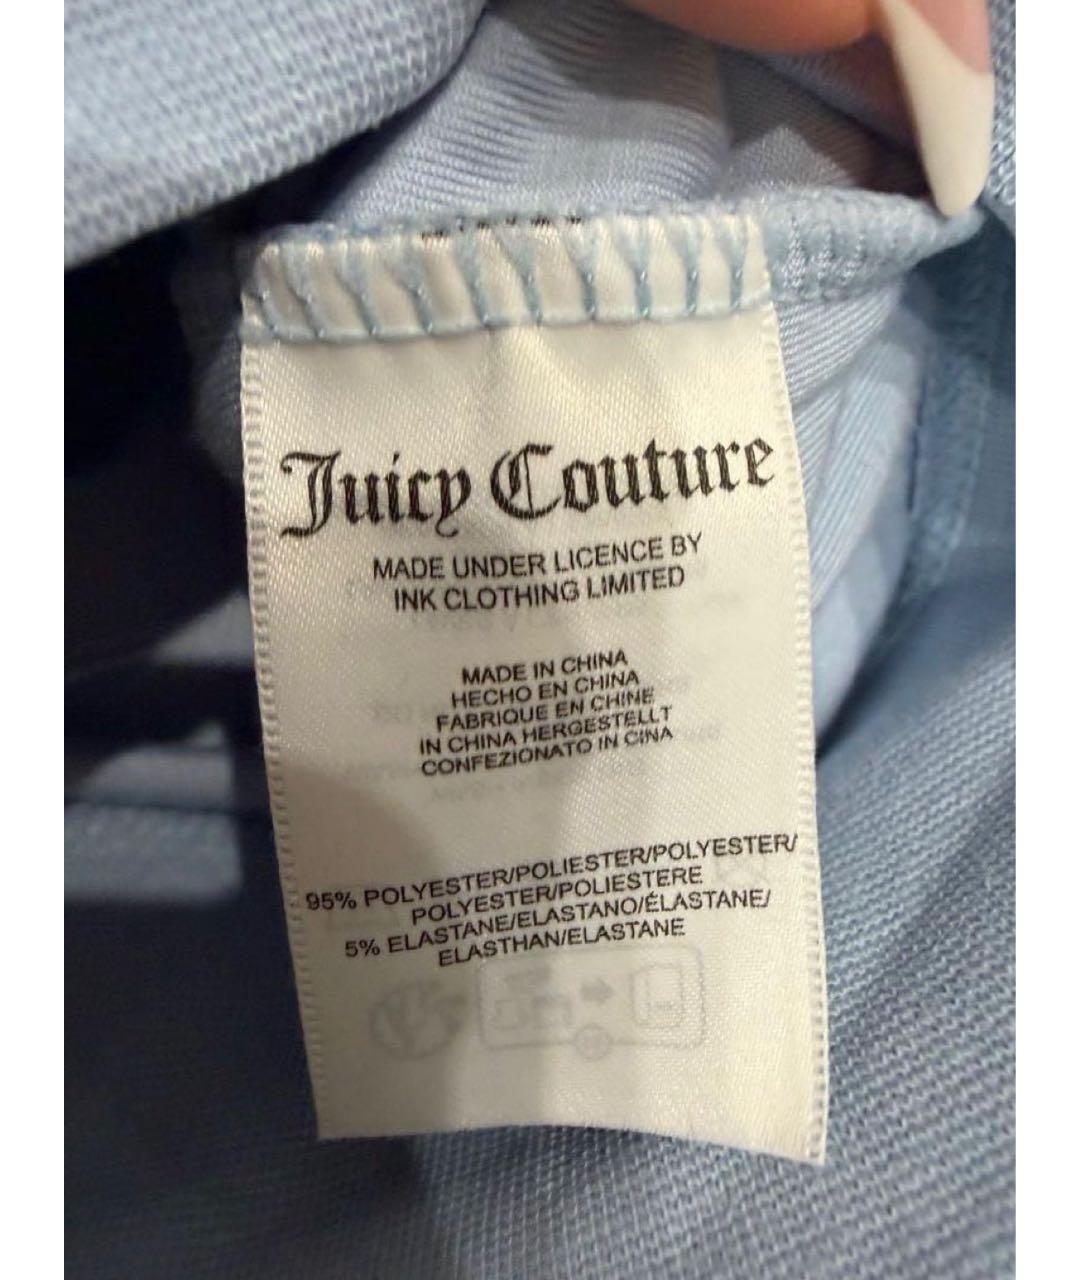 Juicy Couture
MADE UNDER LICENCE BY
INK CLOTHING LIMITED
MADE IN CHINA
HECHO EN CHINA
FABRIQUE EN CHINE
IN CHINA HERGESTELLT
CONFEZIONATO IN CINA
95% POLYESTER/POLIESTER/POLYESTER/
POLYESTER/POLIESTERE
5% ELASTANE/ELASTANO/ÉLASTANE/
ELASTHAN/ELASTANE